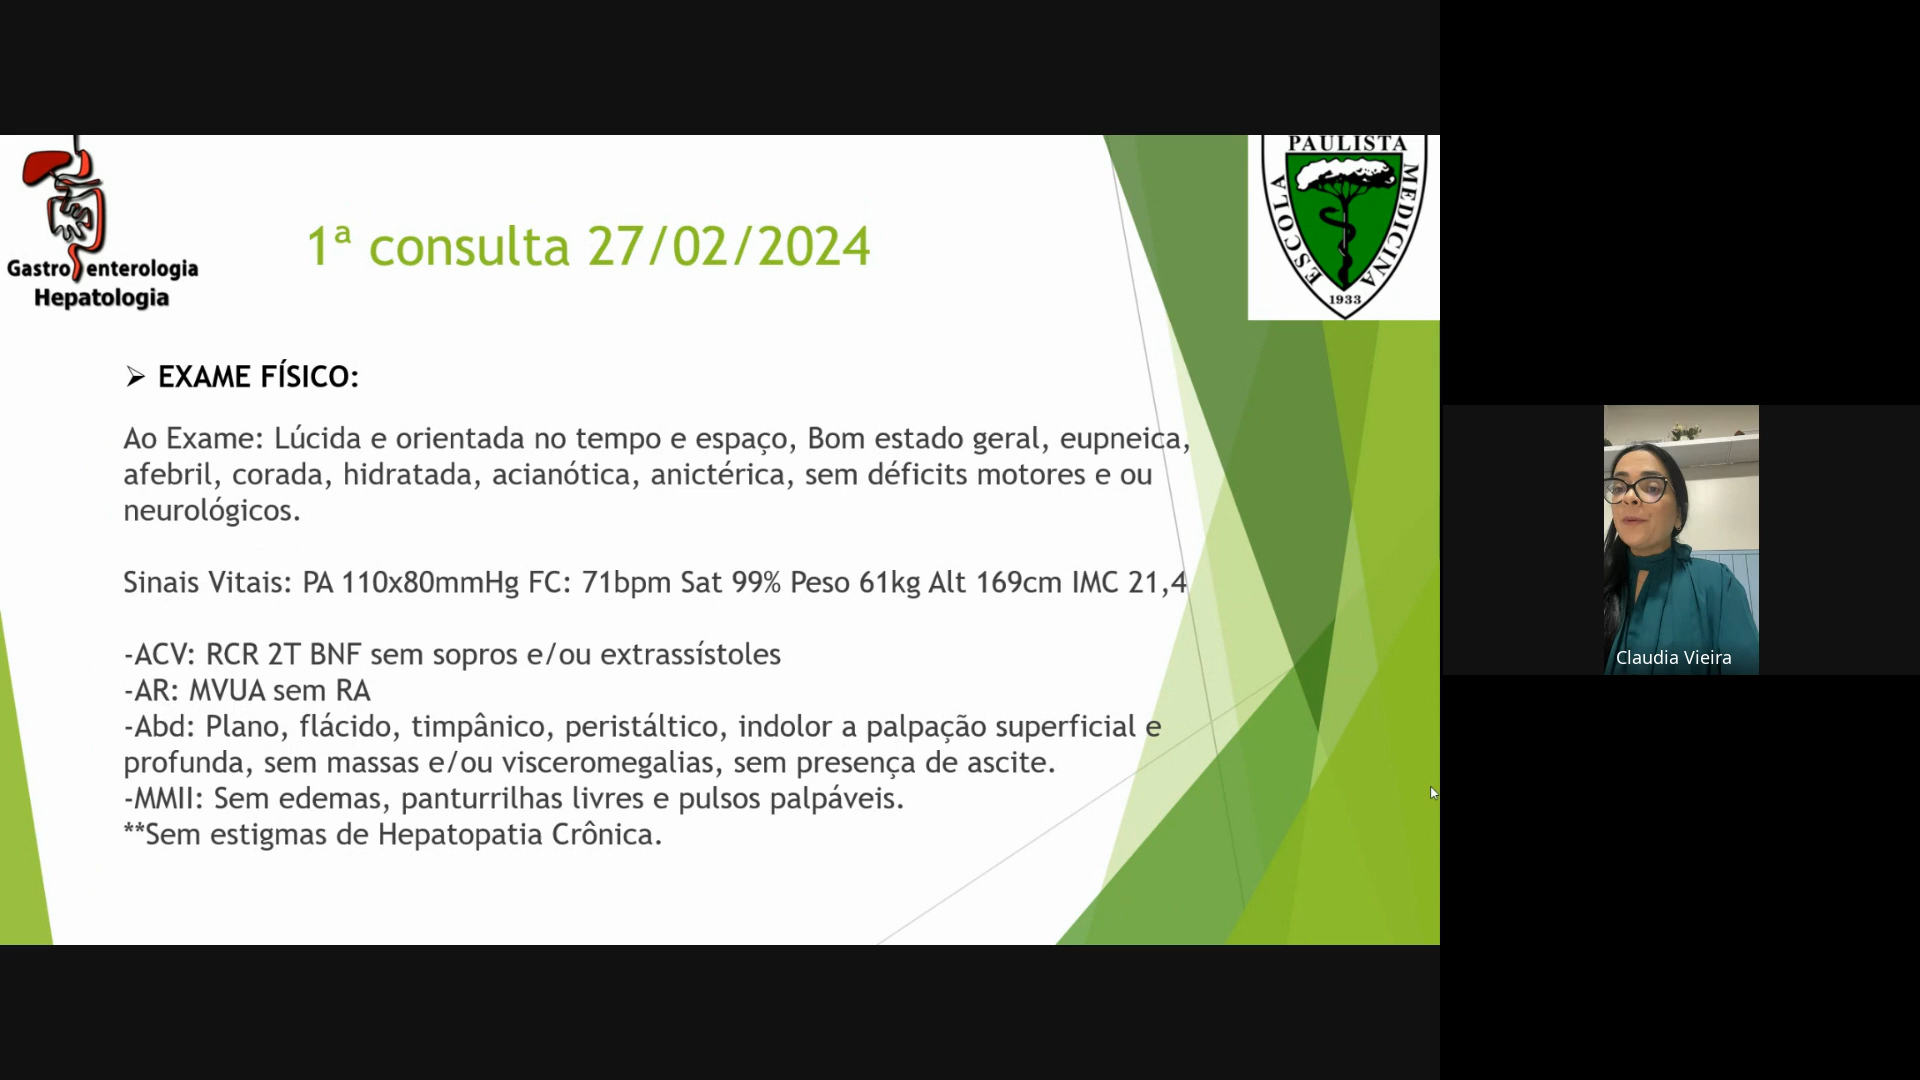 Gastroenterologia
Hepatologia
1ª consulta 27/02/2024
ESCOLA PAULISTA MEDICINA
1933
➢ EXAME FÍSICO:
Ao Exame: Lúcida e orientada no tempo e espaço, Bom estado geral, eupneica,
afebril, corada, hidratada, acianótica, anictérica, sem déficits motores e ou
neurológicos.
Sinais Vitais: PA 110x80mmHg FC: 71bpm Sat 99% Peso 61kg Alt 169cm IMC 21,4
-ACV: RCR 2T BNF sem sopros e/ou extrassístoles
-AR: MVUA sem RA
-Abd: Plano, flácido, timpânico, peristáltico, indolor a palpação superficial e
profunda, sem massas e/ou visceromegalias, sem presença de ascite.
-MMII: Sem edemas, panturrilhas livres e pulsos palpáveis.
**Sem estigmas de Hepatopatia Crônica.
Claudia Vieira